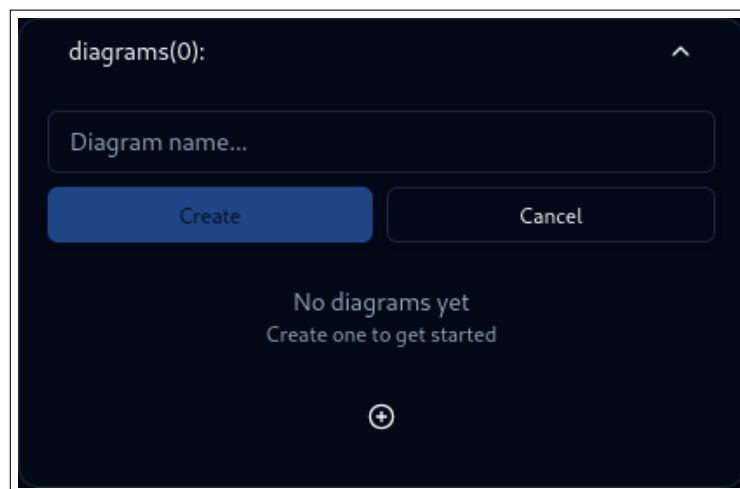 diagrams(0):
Diagram name...
Create
Cancel
No diagrams yet
Create one to get started